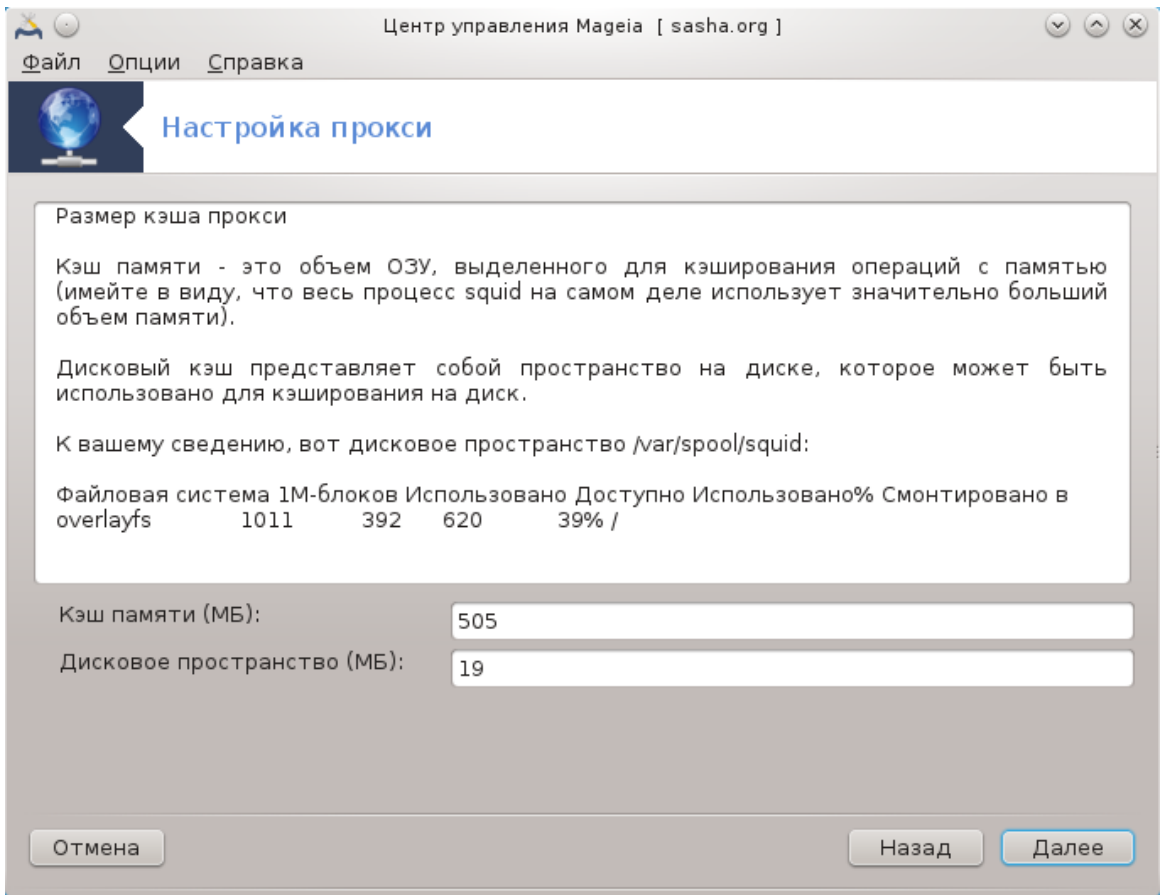 Центр управления Mageia [ sasha.org ]
Файл Опции Справка
Настройка прокси
Размер кэша прокси
Кэш памяти - это объем ОЗУ, выделенного для кэширования операций с памятью
(имейте в виду, что весь процесс squid на самом деле использует значительно больший
объем памяти).
Дисковый кэш представляет собой пространство на диске, которое может быть
использовано для кэширования на диск.
К вашему сведению, вот дисковое пространство /var/spool/squid:
Файловая система 1M-блоков Использовано Доступно Использовано% Cмонтировано в
overlayfs 1011 392 620 39% /
Кэш памяти (МБ):
505
Дисковое пространство (МБ):
19
Отмена Назад Далее